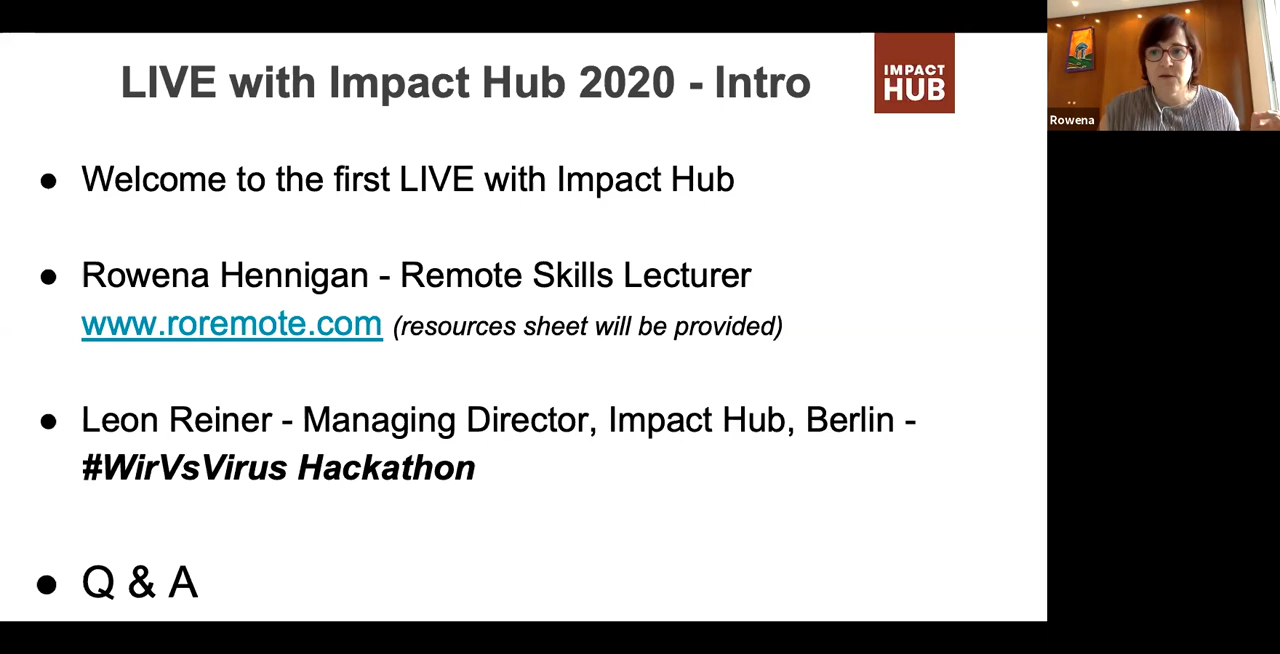 LIVE with Impact Hub 2020 - Intro
IMPACT
HUB
Rowena
● Welcome to the first LIVE with Impact Hub
● Rowena Hennigan - Remote Skills Lecturer
www.roremote.com (resources sheet will be provided)
● Leon Reiner - Managing Director, Impact Hub, Berlin -
#WirVsVirus Hackathon
● Q & A